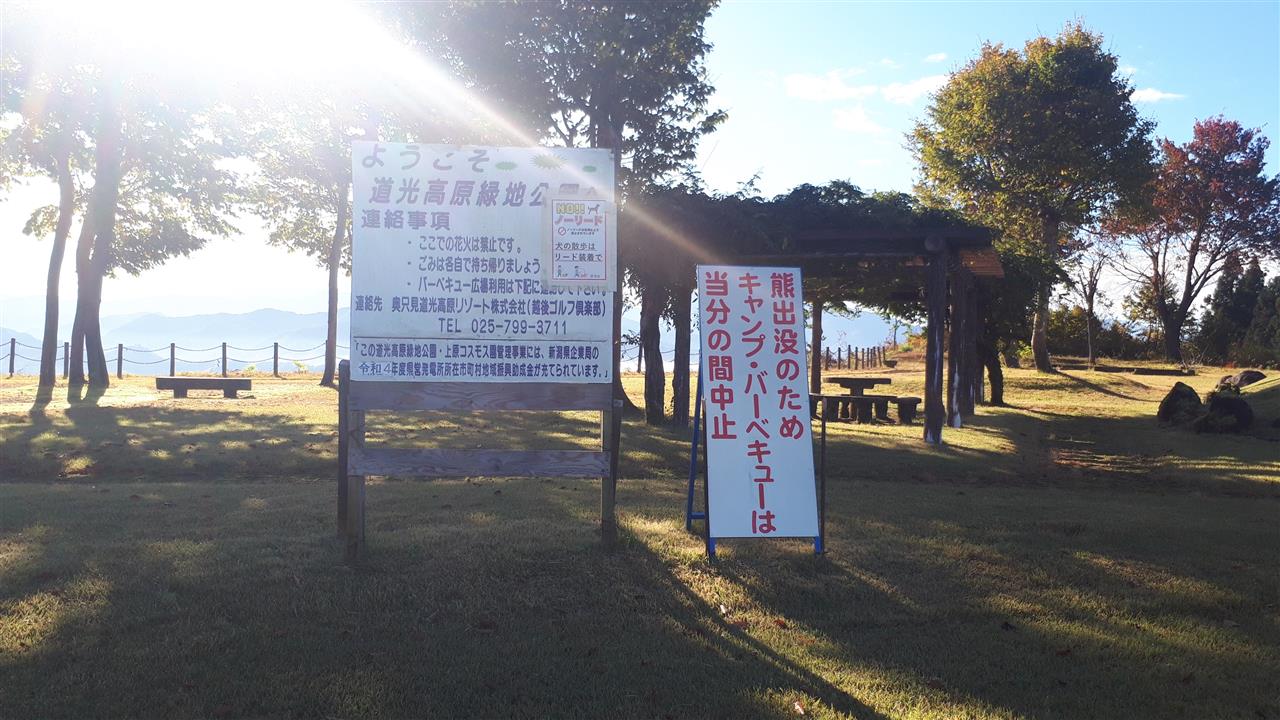 ようこそ
道光高原緑地公園へ
連絡事項
・ここでの花火は禁止です。
・ごみは各自で持ち帰りましょう
・バーベキュー広場利用は下記に
連絡先 奥只見道光高原リゾート株式会社(越後ゴルフ倶楽部)
TEL 025-799-3711
「この道光高原緑地公園・上原コスモス園管理事業には、新潟県企業局の
令和4年度県営発電所所在市町村地域振興助成金が充てられています。」
NO!!
ノーリード
犬の散歩は
リード装着で
熊出没のため
キャンプ・バーベキューは
当分の間中止